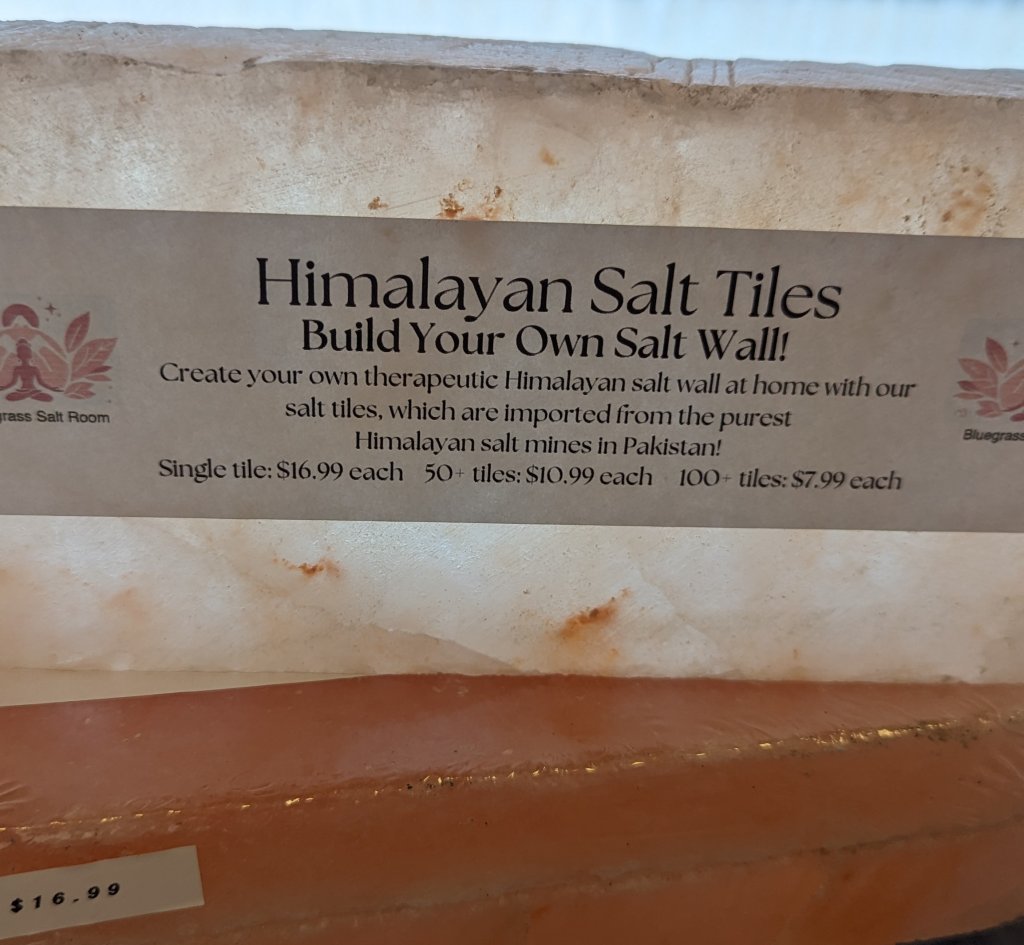 Himalayan Salt Tiles
Build Your Own Salt Wall!
Create your own therapeutic Himalayan salt wall at home with our
salt tiles, which are imported from the purest
Himalayan salt mines in Pakistan!
Single tile: $16.99 each 50+ tiles: $10.99 each 100+ tiles: $7.99 each
Salt Room
Bluegrass
$16.99